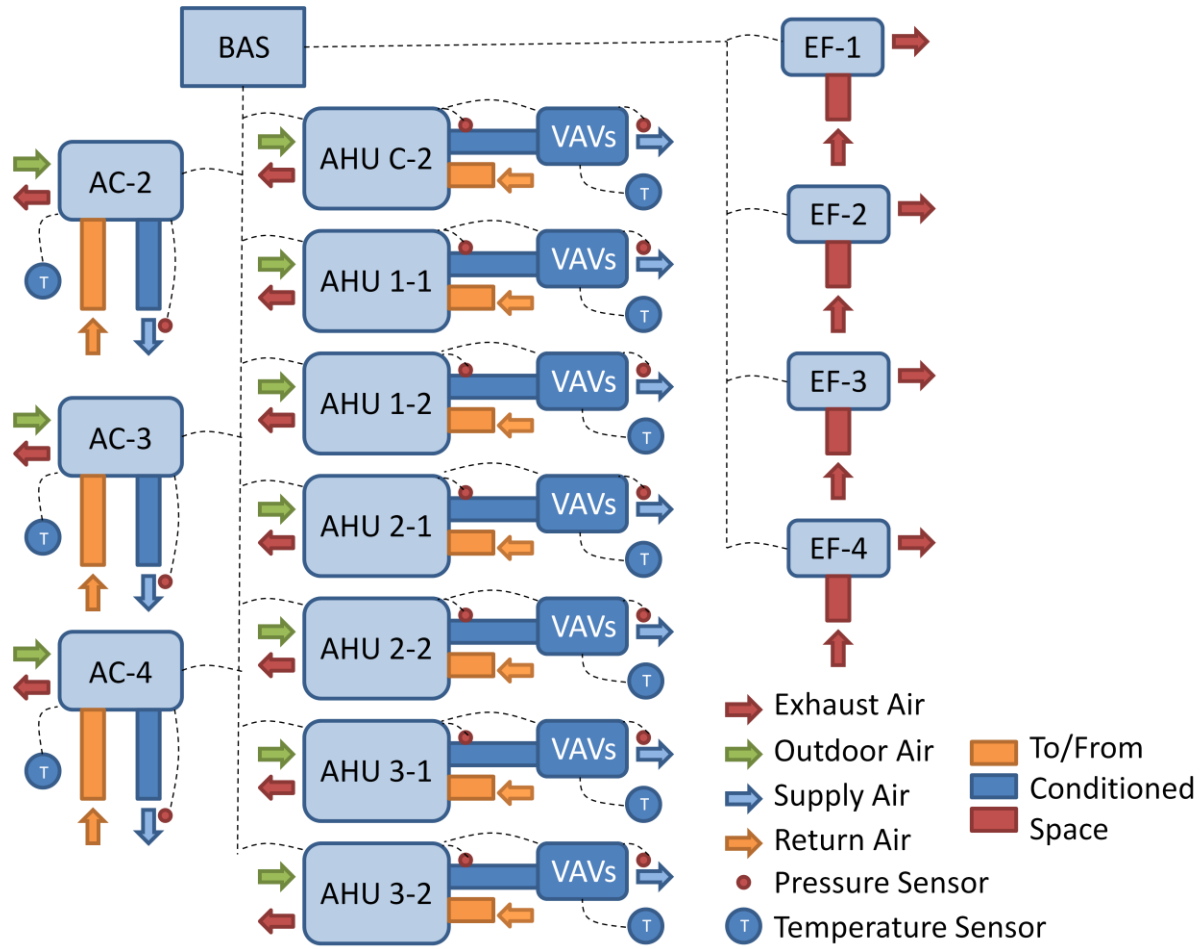 BAS
EF-1
AHU C-2
VAVs
T
AC-2
T
AHU 1-1
VAVs
T
EF-2
AHU 1-2
VAVs
T
AC-3
T
EF-3
AHU 2-1
VAVs
T
EF-4
AHU 2-2
VAVs
T
AC-4
T
AHU 3-1
VAVs
T
AHU 3-2
VAVs
T
Exhaust Air
Outdoor Air
Supply Air
Return Air
Pressure Sensor
T
Temperature Sensor
To/From
Conditioned
Space